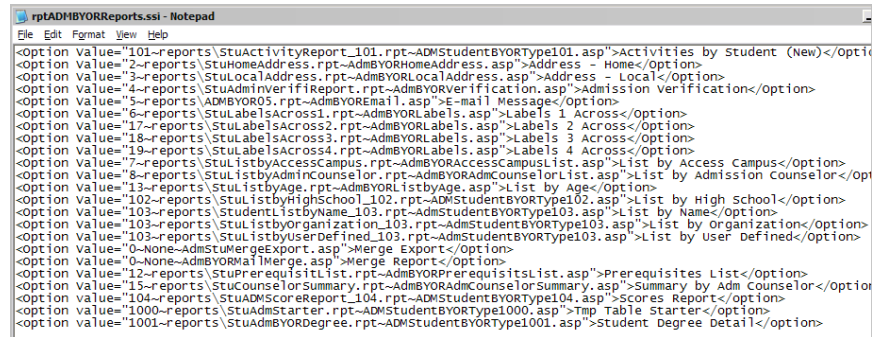 rptADMBYORReports.ssi - Notepad
File Edit Format View Help
<Option Value="101~reports\StuActivityReport_101.rpt~ADMStudentBYORType101.asp">Activities by Student (New)</Optio
<Option Value="2~reports\StuHomeAddress.rpt~AdmBYORHomeAddress.asp">Address - Home</Option>
<Option Value="3~reports\StuLocalAddress.rpt~AdmBYORLocalAddress.asp">Address - Local</Option>
<Option Value="4~reports\StuAdminVerifiReport.rpt~AdmBYORVerification.asp">Admission Verification</Option>
<Option Value="5~reports\ADMBYOR05.rpt~AdmBYOREmail.asp">E-mail Message</Option>
<Option Value="6~reports\StuLabelsAcross1.rpt~AdmBYORLabels.asp">Labels 1 Across</Option>
<Option Value="17~reports\StuLabelsAcross2.rpt~AdmBYORLabels.asp">Labels 2 Across</Option>
<Option Value="18~reports\StuLabelsAcross3.rpt~AdmBYORLabels.asp">Labels 3 Across</Option>
<Option Value="19~reports\StuLabelsAcross4.rpt~AdmBYORLabels.asp">Labels 4 Across</Option>
<Option Value="7~reports\StuListbyAccessCampus.rpt~AdmBYORAccessCampusList.asp">List by Access Campus</Option>
<Option Value="8~reports\StuListbyAdminCounselor.rpt~AdmBYORAdmCounselorList.asp">List by Admission Counselor</Opt
<Option Value="13~reports\StuListbyAge.rpt~AdmBYORListbyAge.asp">List by Age</Option>
<Option Value="102~reports\StuListbyHighSchool_102.rpt~ADMStudentBYORType102.asp">List by High School</Option>
<Option Value="103~reports\StudentListbyName_103.rpt~AdmStudentBYORType103.asp">List by Name</Option>
<Option Value="103~reports\StuListbyOrganization_103.rpt~AdmStudentBYORType103.asp">List by Organization</Option>
<Option Value="103~reports\StuListbyUserDefined_103.rpt~AdmStudentBYORType103.asp">List by User Defined</Option>
<Option Value="0~None~AdmStuMergeExport.asp">Merge Export</Option>
<Option Value="0~None~AdmBYORMailMerge.asp">Merge Report</Option>
<Option Value="12~reports\StuPrerequisitList.rpt~AdmBYORPrerequisitsList.asp">Prerequisites List</Option>
<Option Value="15~reports\StuCounselorSummary.rpt~AdmBYORAdmCounselorSummary.asp">Summary by Adm Counselor</Option
<option value="104~reports\StuADMScoreReport_104.rpt~ADMStudentBYORType104.asp">Scores Report</option>
<option value="1000~reports\StuAdmStarter.rpt~ADMStudentBYORType1000.asp">Tmp Table Starter</option>
<option value="1001~reports\StuAdmBYORDegree.rpt~ADMStudentBYORType1001.asp">Student Degree Detail</option>